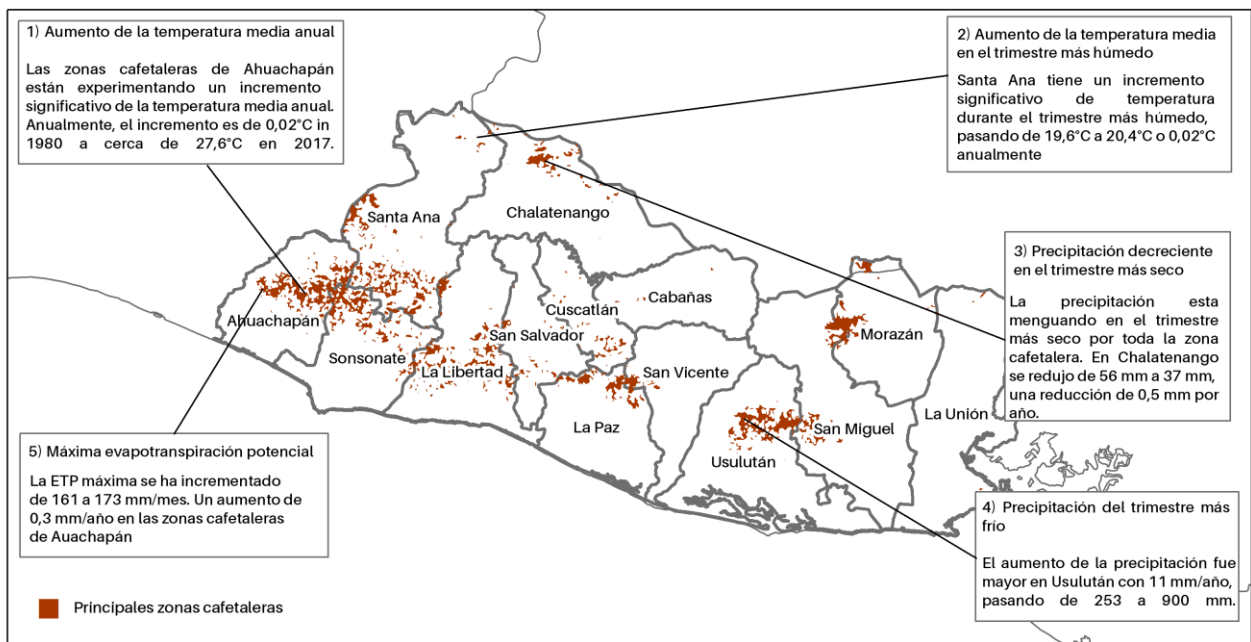 1) Aumento de la temperatura media anual
Las zonas cafetaleras de Ahuachapán
están experimentando un incremento
significativo de la temperatura media anual.
Anualmente, el incremento es de 0,02°C in
1980 a cerca de 27,6°C en 2017.
2) Aumento de la temperatura media
en el trimestre más húmedo
Santa Ana tiene un incremento
significativo de temperatura
durante el trimestre más húmedo,
pasando de 19,6°C a 20,4°C o 0,02°C
anualmente
3) Precipitación decreciente
en el trimestre más seco
La precipitación esta
menguando en el trimestre
más seco por toda la zona
cafetalera. En Chalatenango
se redujo de 56 mm a 37 mm,
una reducción de 0,5 mm por
año.
Santa Ana
Chalatenango
Ahuachapán
Sonsonate
La Libertad
San Salvador
Cuscatlán
Cabañas
San Vicente
La Paz
Usulután
San Miguel
Morazán
La Unión
5) Máxima evapotranspiración potencial
La ETP máxima se ha incrementado
de 161 a 173 mm/mes. Un aumento de
0,3 mm/año en las zonas cafetaleras
de Auachapán
4) Precipitación del trimestre más
frío
El aumento de la precipitación fue
mayor en Usulután con 11 mm/año,
pasando de 253 a 900 mm.
Principales zonas cafetaleras